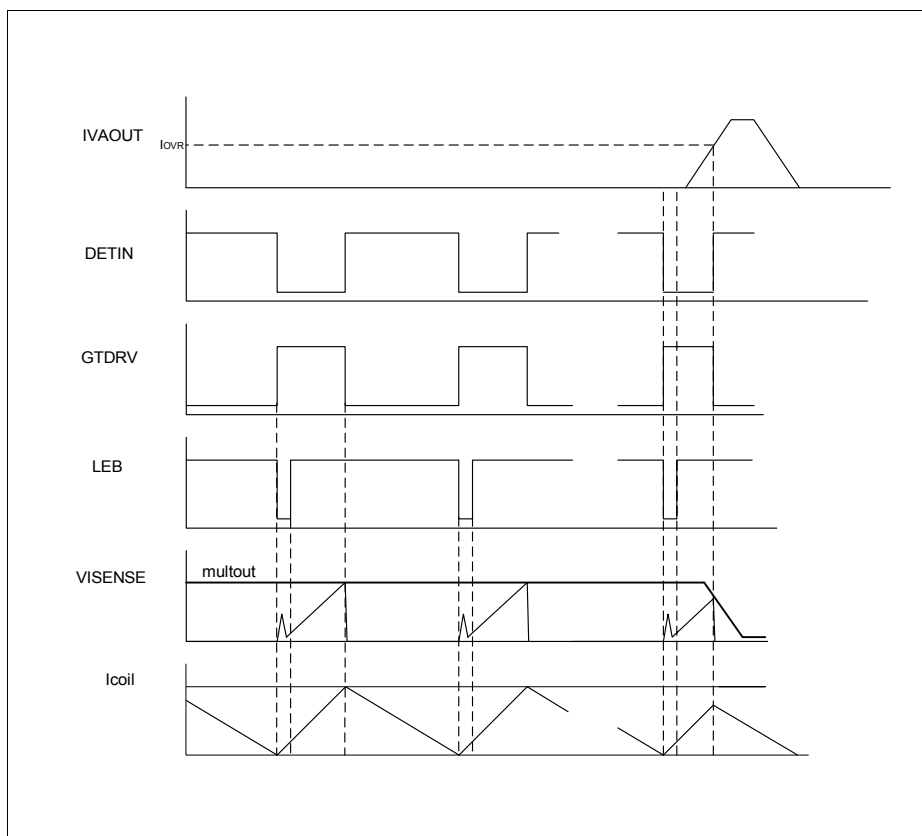 IVAOUT
IOVR
DETIN
GTDRV
LEB
VISENSE
multout
Icoil